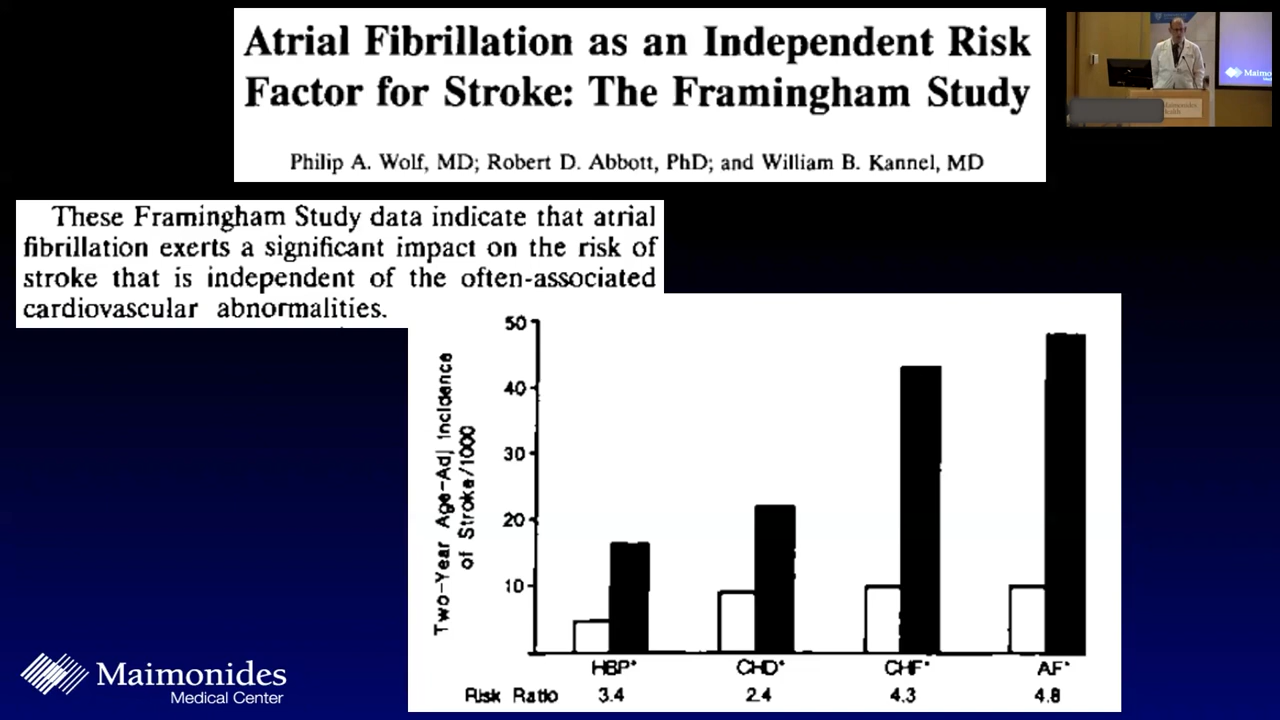 Atrial Fibrillation as an Independent Risk
Factor for Stroke: The Framingham Study
Philip A. Wolf, MD; Robert D. Abbott, PhD; and William B. Kannel, MD
These Framingham Study data indicate that atrial
fibrillation exerts a significant impact on the risk of
stroke that is independent of the often-associated
cardiovascular abnormalities.
Two-Year Age-Adj Incidence
of Stroke/1000
50
40
30
20
10
HBP* CHD* CHF* AF*
Risk Ratio 3.4 2.4 4.3 4.8
Maimonides
Medical Center
Maimonides
Health